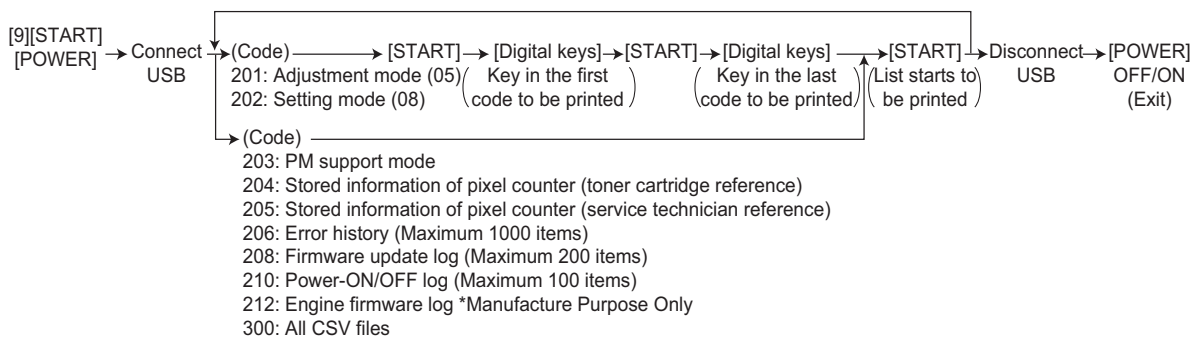 [9][START]
[POWER]
Connect
USB
(Code)
201: Adjustment mode (05)
202: Setting mode (08)
[START]
[Digital keys]
(Key in the first
code to be printed)
[START]
[Digital keys]
(Key in the last
code to be printed)
[START]
(List starts to
be printed)
Disconnect
USB
[POWER]
OFF/ON
(Exit)
(Code)
203: PM support mode
204: Stored information of pixel counter (toner cartridge reference)
205: Stored information of pixel counter (service technician reference)
206: Error history (Maximum 1000 items)
208: Firmware update log (Maximum 200 items)
210: Power-ON/OFF log (Maximum 100 items)
212: Engine firmware log *Manufacture Purpose Only
300: All CSV files